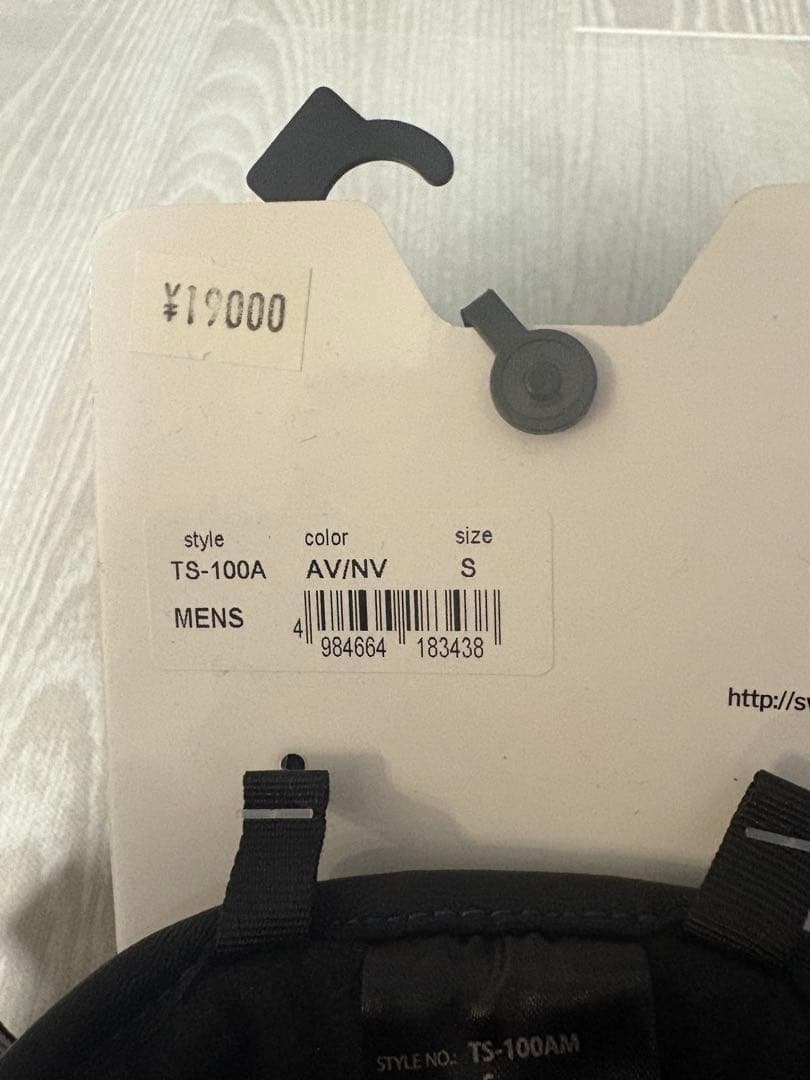 ¥19000
style color size
TS-100A AV/NV S
MENS
4 984664 183438
http://s
STYLE NO.: TS-100AM